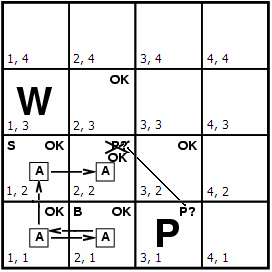 1, 4 2, 4 3, 4 4, 4
OK
W
1, 3 2, 3 3, 3 4, 3
S OK P? OK
OK
A A
1, 2 2, 2 3, 2 4, 2
OK B OK P?
A A P
1, 1 2, 1 3, 1 4, 1